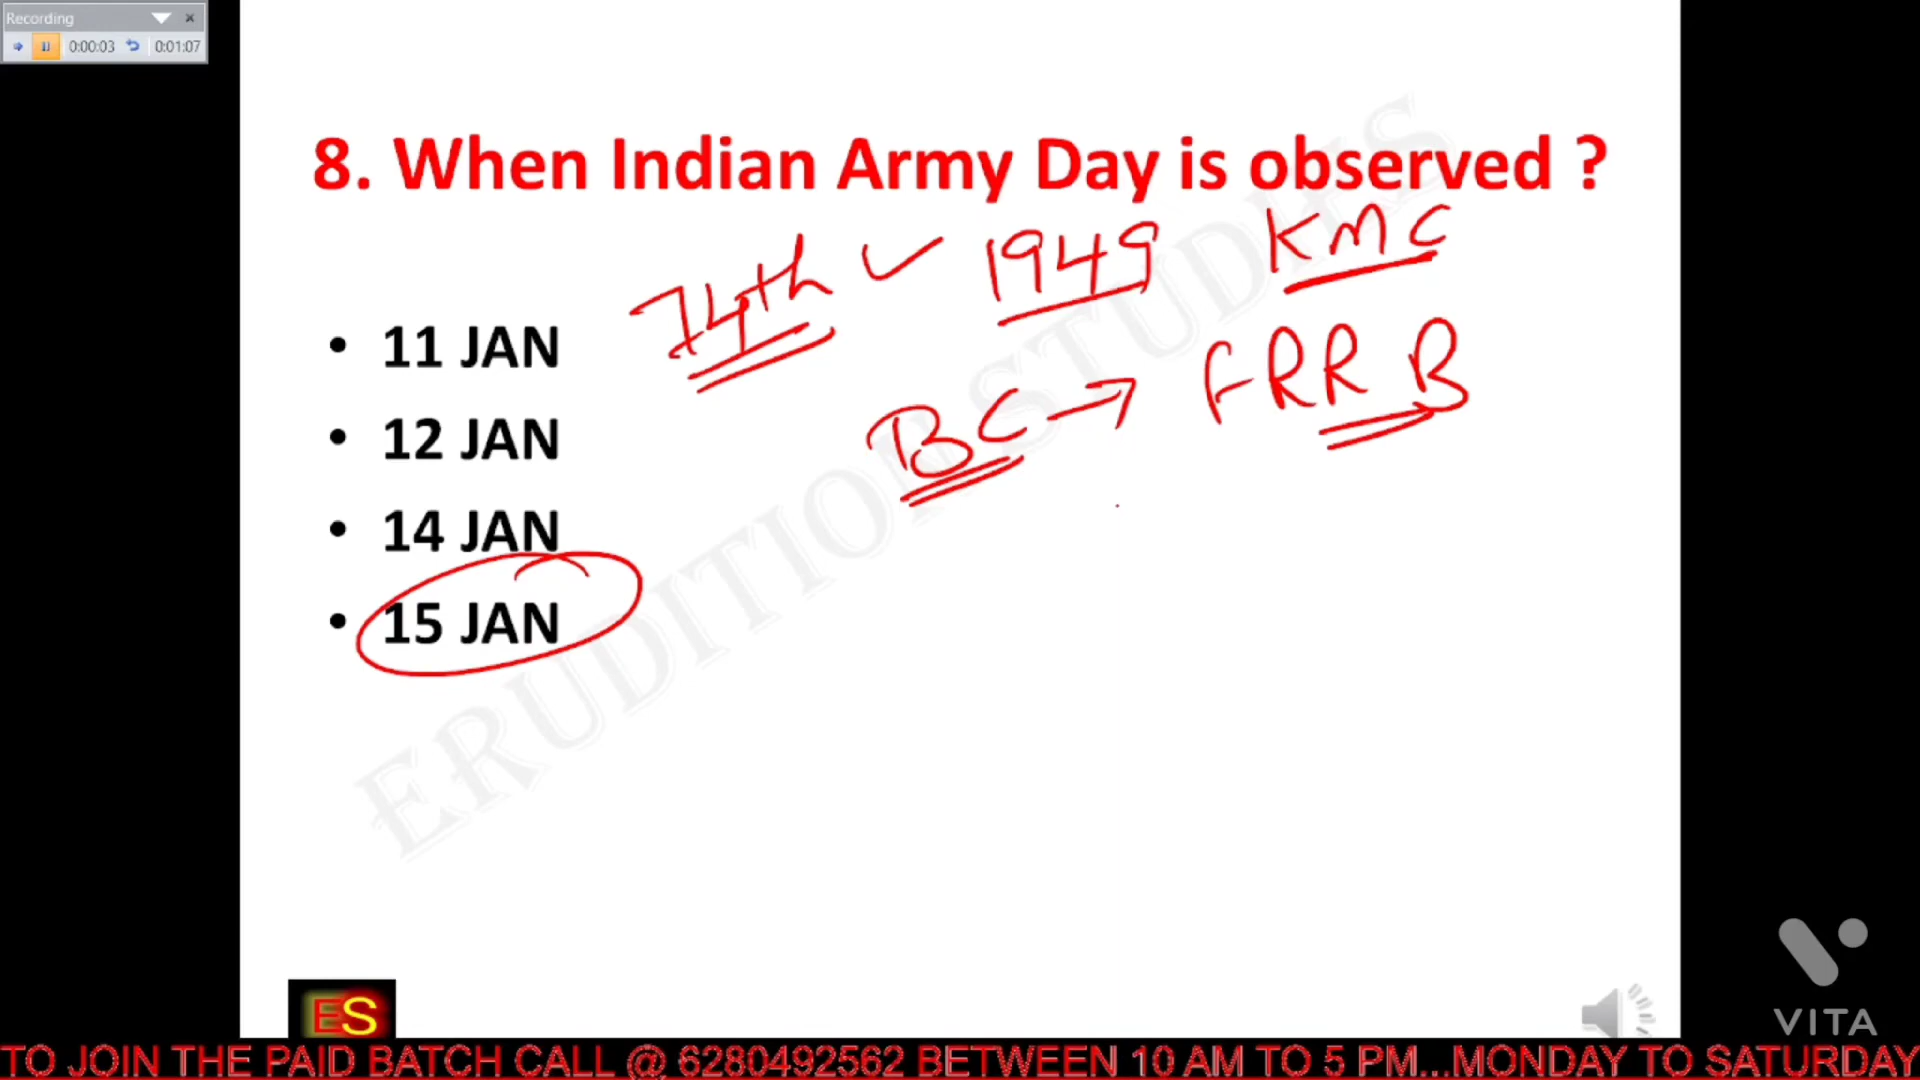 Recording
0:00:03 0:01:07
8. When Indian Army Day is observed ?
74th 1949 KMC
BC → FRR B
• 11 JAN
• 12 JAN
• 14 JAN
• 15 JAN
ERUDITION STUDIES
ES
VITA
TO JOIN THE PAID BATCH CALL @ 6280492562 BETWEEN 10 AM TO 5 PM...MONDAY TO SATURDAY